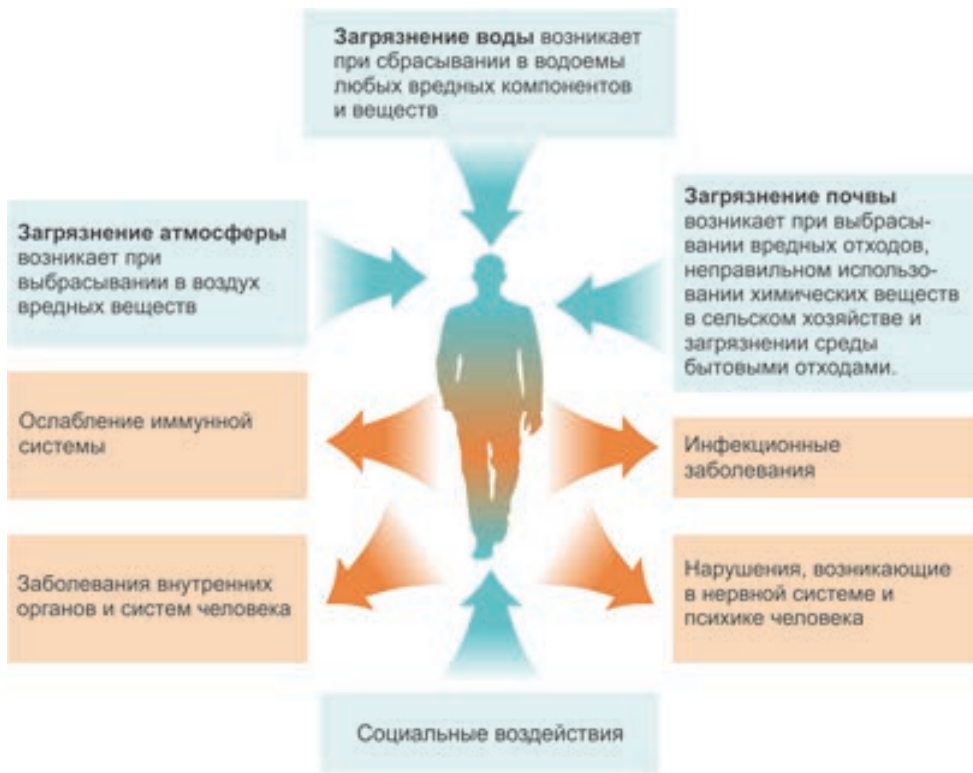 Загрязнение воды возникает
при сбрасывании в водоемы
любых вредных компонентов
и веществ
Загрязнение атмосферы
возникает при
выбрасывании в воздух
вредных веществ
Загрязнение почвы
возникает при выбрасы-
вании вредных отходов,
неправильном использо-
вании химических веществ
в сельском хозяйстве и
загрязнении среды
бытовыми отходами.
Ослабление иммунной
системы
Инфекционные
заболевания
Заболевания внутренних
органов и систем человека
Нарушения, возникающие
в нервной системе и
психике человека
Социальные воздействия